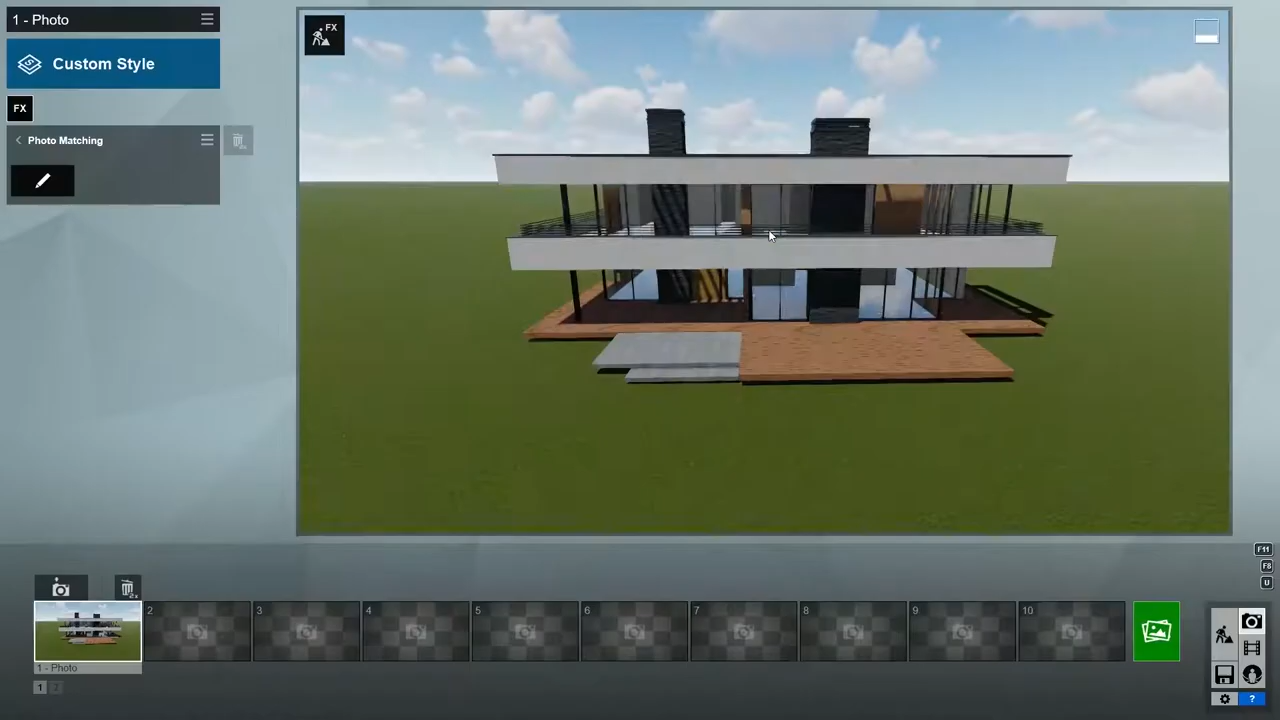 1 - Photo
Custom Style
FX
Photo Matching
FX
F11
F8
U
2
3
4
5
6
7
8
9
10
1 - Photo
1
2
?